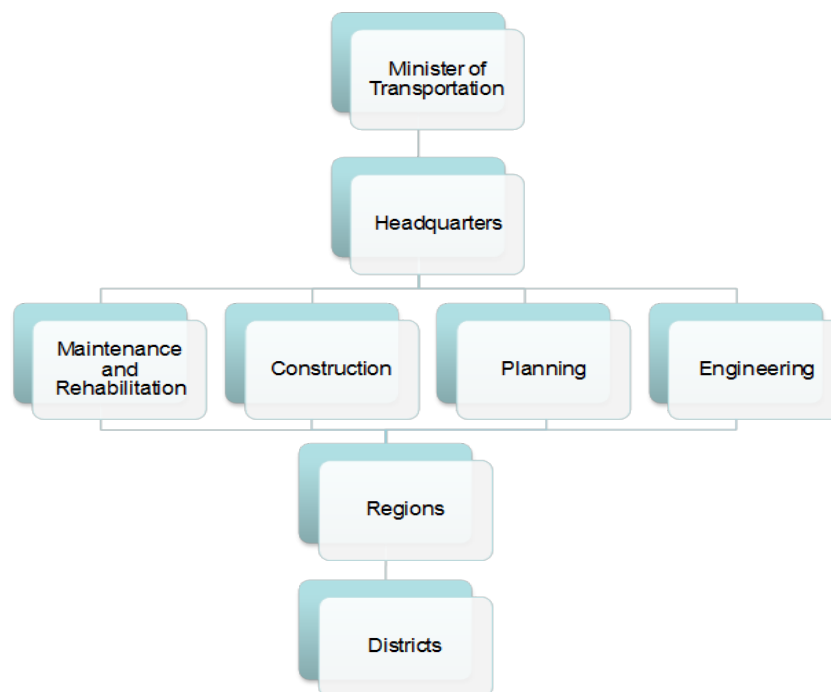 Minister of
Transportation
Headquarters
Maintenance
and
Rehabilitation
Construction
Planning
Engineering
Regions
Districts